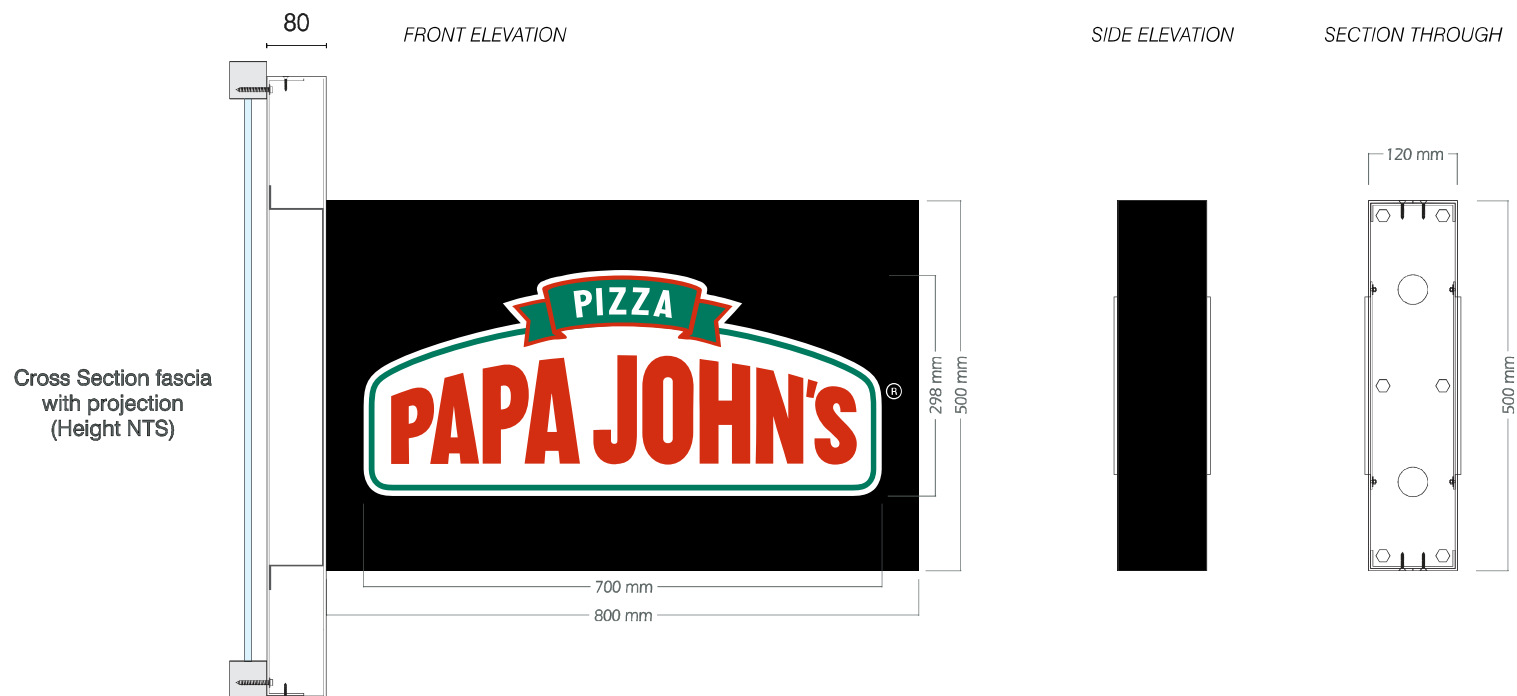 80
FRONT ELEVATION
SIDE ELEVATION
SECTION THROUGH
120 mm
PIZZA
PAPA JOHN'S
®
298 mm
500 mm
500 mm
Cross Section fascia
with projection
(Height NTS)
700 mm
800 mm